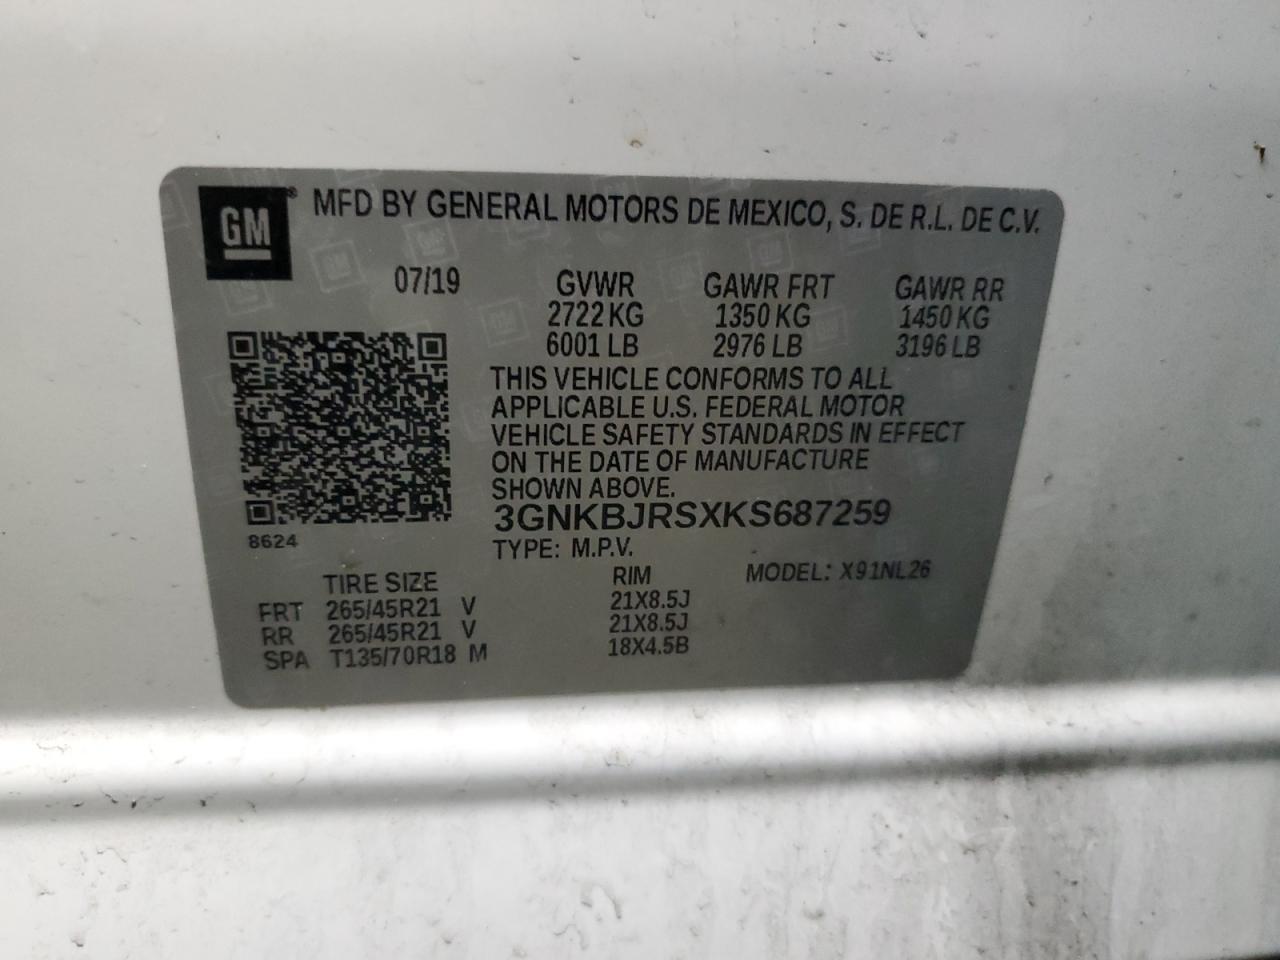 GM ® MFD BY GENERAL MOTORS DE MEXICO, S. DE R.L. DE C.V.
07/19 GVWR GAWR FRT GAWR RR
2722 KG 1350 KG 1450 KG
6001 LB 2976 LB 3196 LB
THIS VEHICLE CONFORMS TO ALL
APPLICABLE U.S. FEDERAL MOTOR
VEHICLE SAFETY STANDARDS IN EFFECT
ON THE DATE OF MANUFACTURE
SHOWN ABOVE.
3GNKBJRSXKS687259
8624
TYPE: M.P.V. MODEL: X91NL26
TIRE SIZE RIM
FRT 265/45R21 V 21X8.5J
RR 265/45R21 V 21X8.5J
SPA T135/70R18 M 18X4.5B